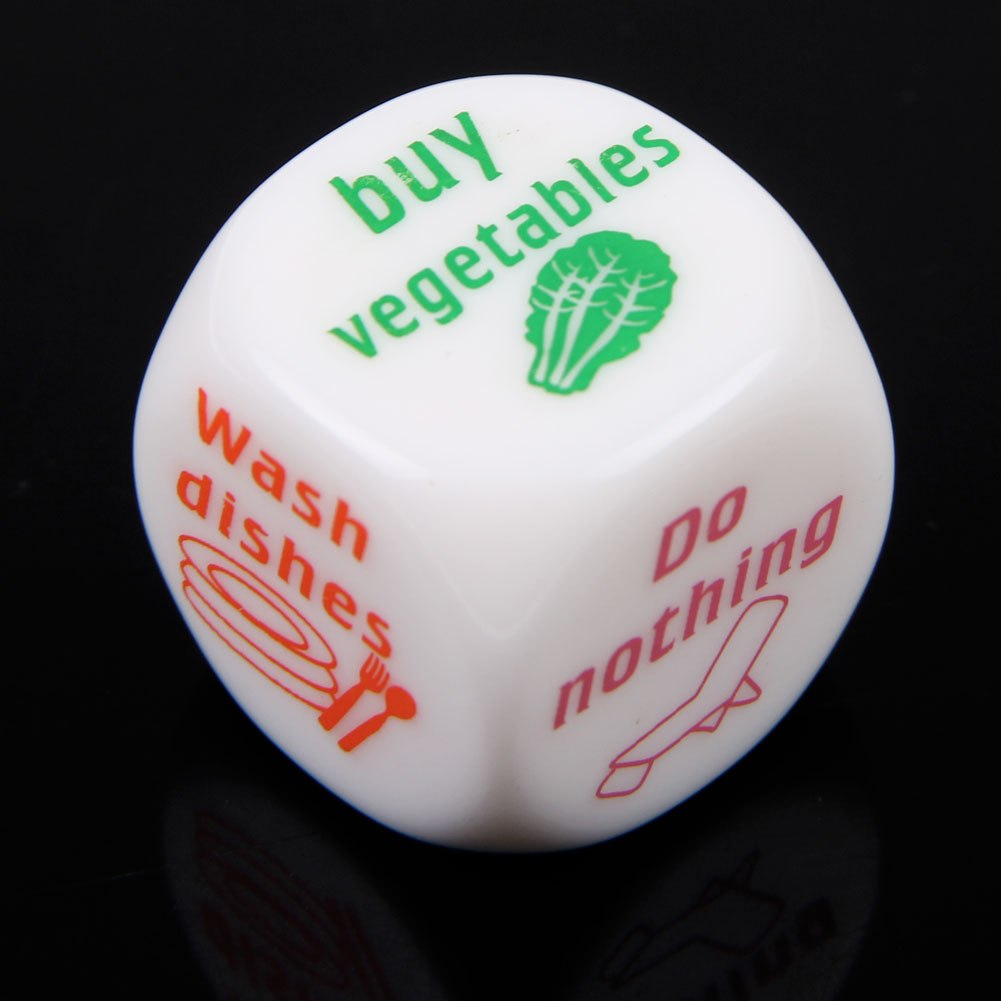 buy
vegetables
Wash
dishes
Do
nothing